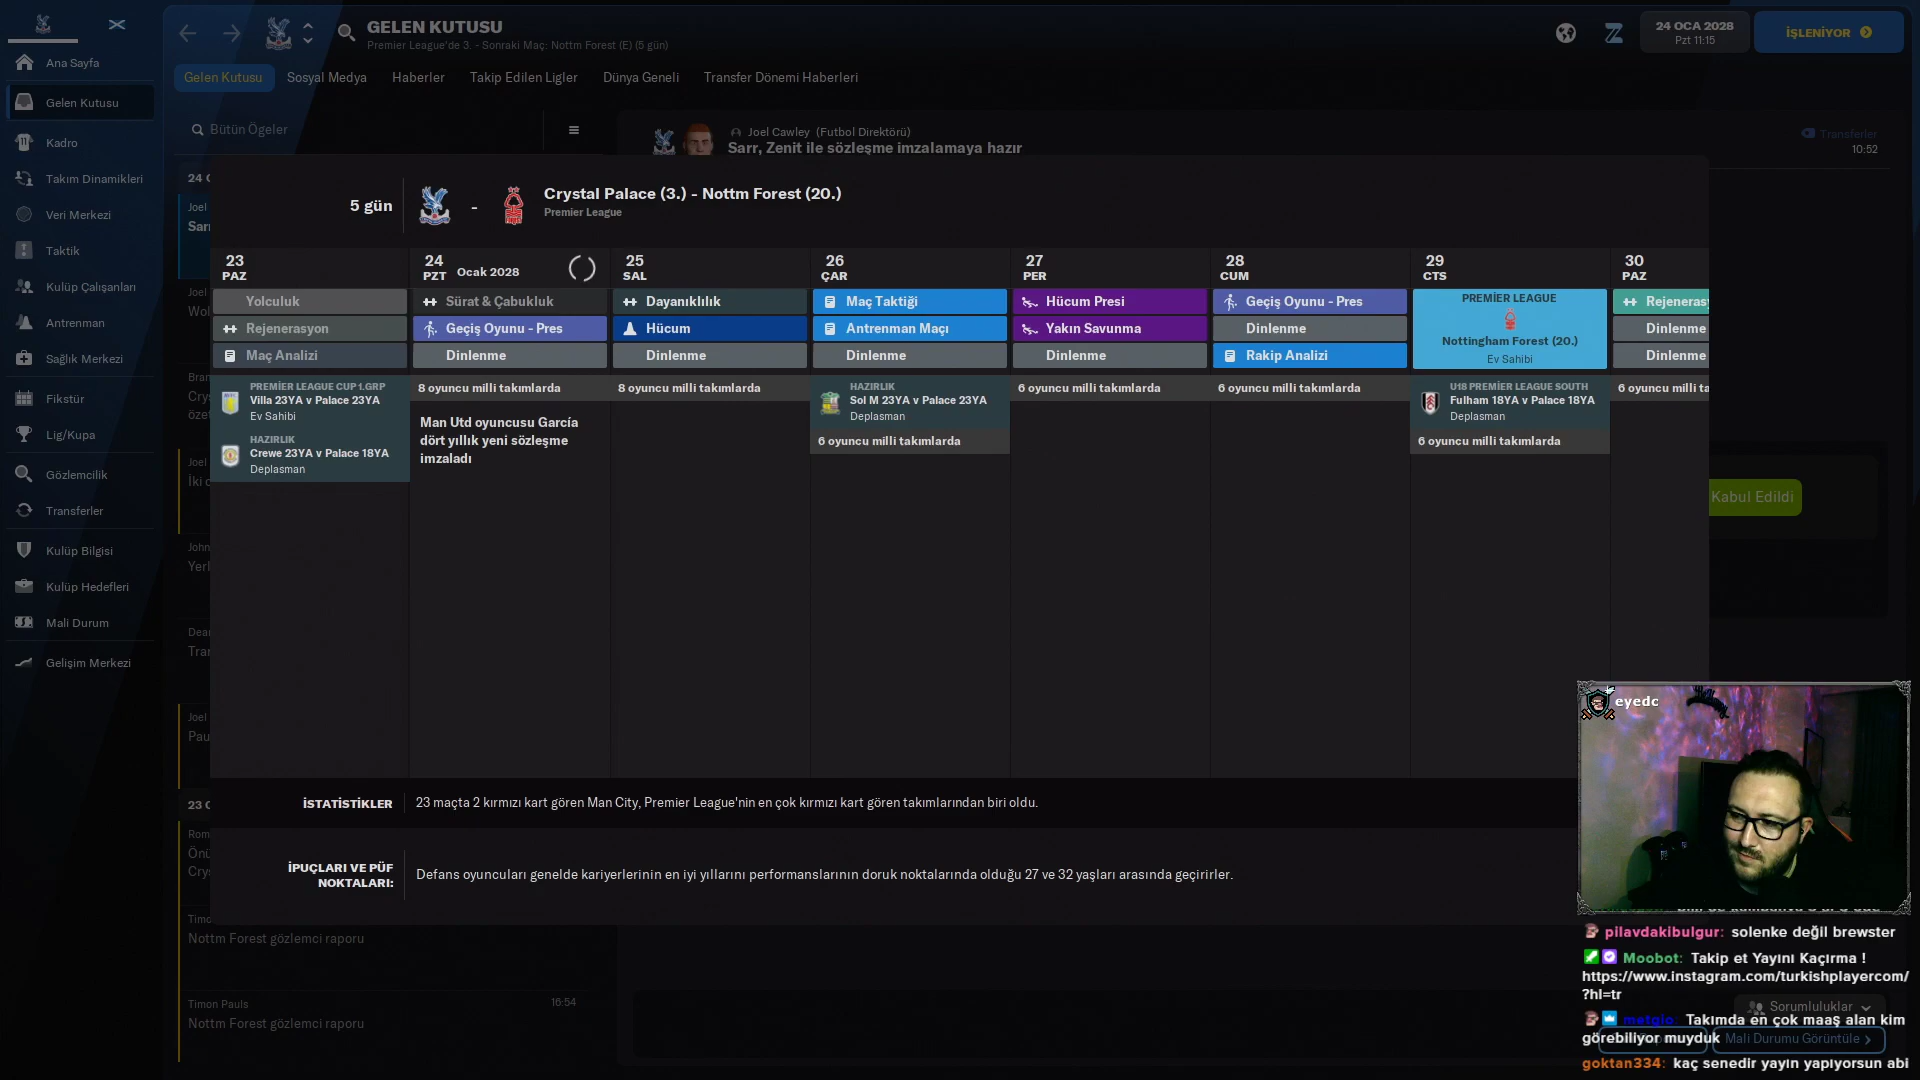 GELEN KUTUSU
Premier League'de 3. - Sonraki Maç: Nottm Forest (E) (5 gün)
24 OCA 2028
Pzt 11:15
İŞLENİYOR
Ana Sayfa
Gelen Kutusu
Kadro
Takım Dinamikleri
Veri Merkezi
Taktik
Kulüp Çalışanları
Antrenman
Sağlık Merkezi
Fikstür
Lig/Kupa
Gözlemcilik
Transferler
Kulüp Bilgisi
Kulüp Hedefleri
Mali Durum
Gelişim Merkezi
Gelen Kutusu
Sosyal Medya
Haberler
Takip Edilen Ligler
Dünya Geneli
Transfer Dönemi Haberleri
Bütün Ögeler
Joel Cawley (Futbol Direktörü)
Sarr, Zenit ile sözleşme imzalamaya hazır
Transferler
10:52
5 gün
-
Crystal Palace (3.) - Nottm Forest (20.)
Premier League
23
PAZ
Yolculuk
Rejenerasyon
Maç Analizi
PREMİER LEAGUE CUP 1.GRP
Villa 23YA v Palace 23YA
Ev Sahibi
HAZIRLIK
Crewe 23YA v Palace 18YA
Deplasman
24
PZT Ocak 2028
Sürat & Çabukluk
Geçiş Oyunu - Pres
Dinlenme
8 oyuncu milli takımlarda
Man Utd oyuncusu García
dört yıllık yeni sözleşme
imzaladı
25
SAL
Dayanıklılık
Hücum
Dinlenme
8 oyuncu milli takımlarda
26
ÇAR
Maç Taktiği
Antrenman Maçı
Dinlenme
HAZIRLIK
Sol M 23YA v Palace 23YA
Deplasman
6 oyuncu milli takımlarda
27
PER
Hücum Presi
Yakın Savunma
Dinlenme
6 oyuncu milli takımlarda
28
CUM
Geçiş Oyunu - Pres
Dinlenme
Rakip Analizi
6 oyuncu milli takımlarda
29
CTS
PREMİER LEAGUE
Nottingham Forest (20.)
Ev Sahibi
U18 PREMİER LEAGUE SOUTH
Fulham 18YA v Palace 18YA
Deplasman
6 oyuncu milli takımlarda
30
PAZ
Rejenerasy
Dinlenme
Dinlenme
6 oyuncu milli ta
Kabul Edildi
İSTATİSTİKLER
23 maçta 2 kırmızı kart gören Man City, Premier League'nin en çok kırmızı kart gören takımlarından biri oldu.
İPUÇLARI VE PÜF
NOKTALARI:
Defans oyuncuları genelde kariyerlerinin en iyi yıllarını performanslarının doruk noktalarında olduğu 27 ve 32 yaşları arasında geçirirler.
Nottm Forest gözlemci raporu
Timon Pauls
16:54
Nottm Forest gözlemci raporu
eyedc
pilavdakibulgur: solenke değil brewster
Moobot: Takip et Yayını Kaçırma !
https://www.instagram.com/turkishplayercom/
?hl=tr
Sorumluluklar
metgio: Takımda en çok maaş alan kim
görebiliyor muyduk
Mali Durumu Görüntüle
goktan334: kaç senedir yayın yapıyorsun abi